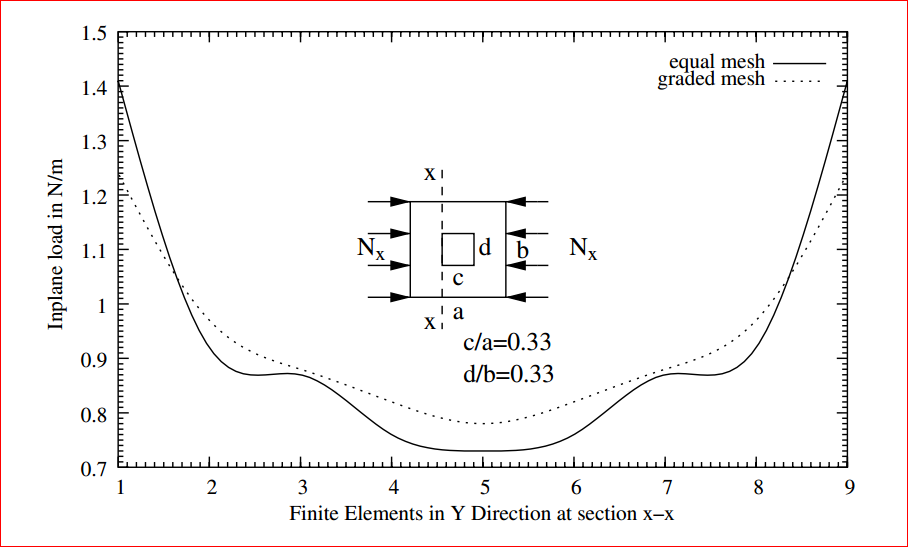 1.5
1.4
1.3
1.2
1.1
1
0.9
0.8
0.7
Inplane load in N/m
equal mesh
graded mesh
x
Nx d b Nx
c
x a
c/a=0.33
d/b=0.33
1 2 3 4 5 6 7 8 9
Finite Elements in Y Direction at section x–x